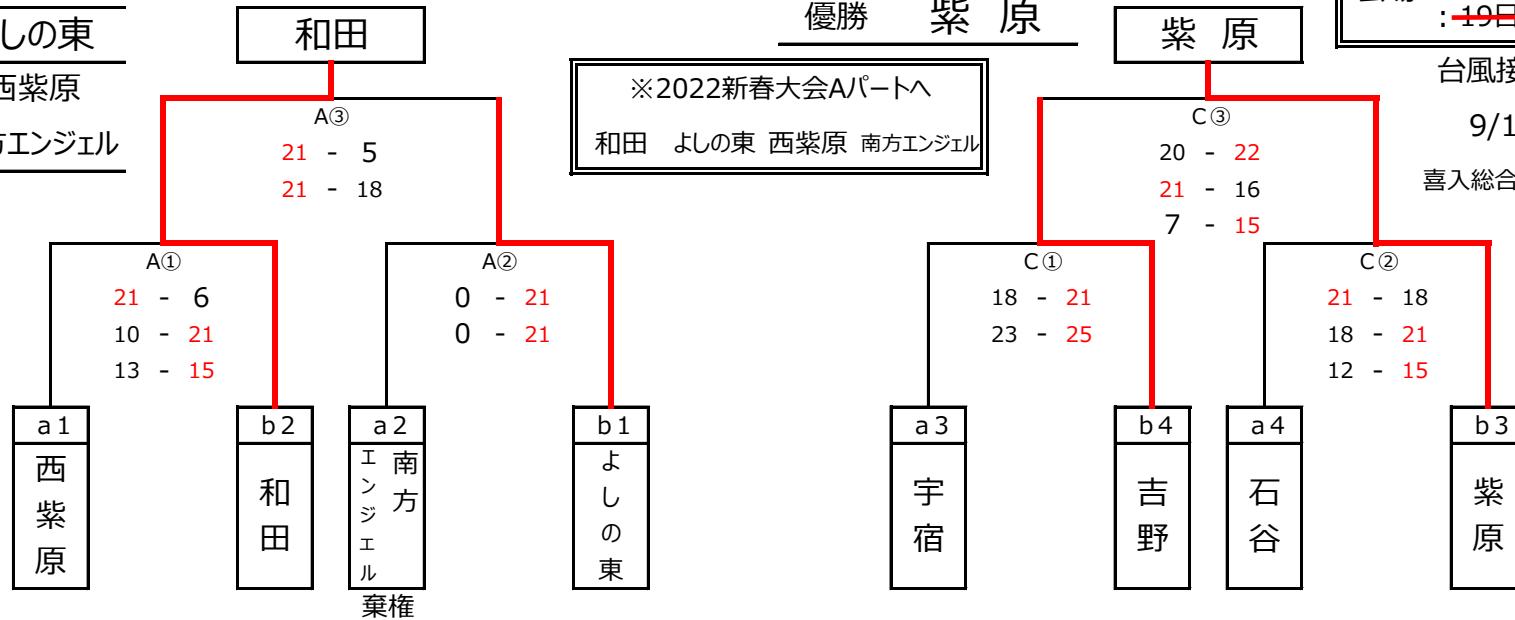 しの東
西紫原
方エンジェル
和田
※2022新春大会Aパートへ
和田 よしの東 西紫原 南方エンジェル
優勝 紫 原
紫 原
:19日
台風接
9/1
喜入総合
A③
21 - 5
21 - 18
C③
20 - 22
21 - 16
7 - 15
A①
21 - 6
10 - 21
13 - 15
A②
0 - 21
0 - 21
C①
18 - 21
23 - 25
C②
21 - 18
18 - 21
12 - 15
a1
西紫原
b2
和田
a2
南方
エンジェル
棄権
b1
よしの東
a3
宇宿
b4
吉野
a4
石谷
b3
紫原